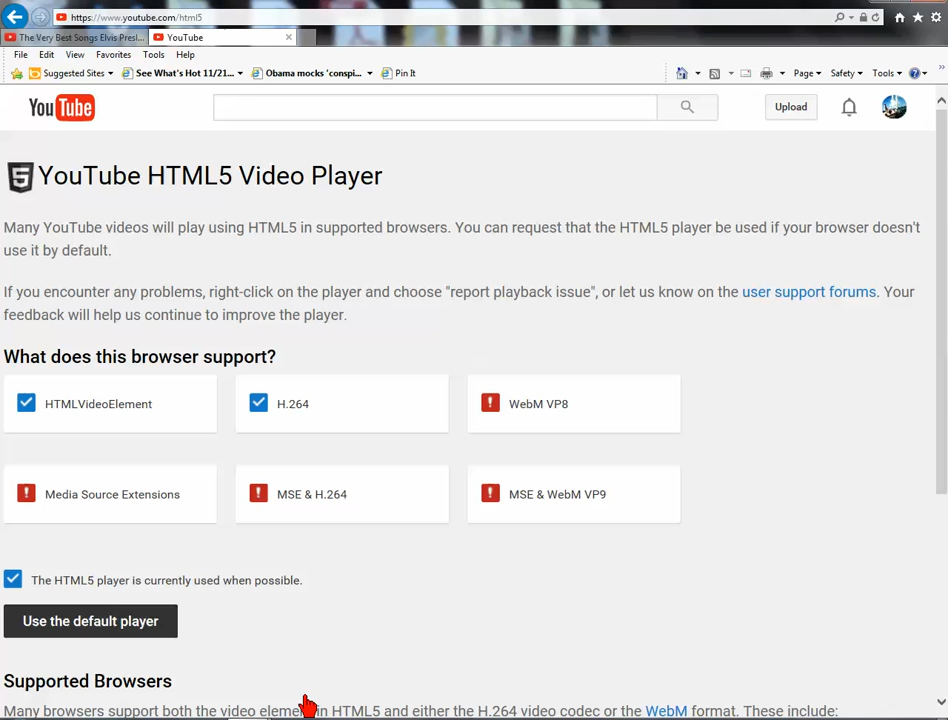 https://www.youtube.com/html5
The Very Best Songs Elvis Presl...
YouTube
File Edit View Favorites Tools Help
Suggested Sites See What's Hot 11/21... Obama mocks 'conspi... Pin It
Page Safety Tools
YouTube
Upload
YouTube HTML5 Video Player
Many YouTube videos will play using HTML5 in supported browsers. You can request that the HTML5 player be used if your browser doesn't
use it by default.
If you encounter any problems, right-click on the player and choose "report playback issue", or let us know on the user support forums. Your
feedback will help us continue to improve the player.
What does this browser support?
HTMLVideoElement
H.264
WebM VP8
Media Source Extensions
MSE & H.264
MSE & WebM VP9
The HTML5 player is currently used when possible.
Use the default player
Supported Browsers
Many browsers support both the video element in HTML5 and either the H.264 video codec or the WebM format. These include: